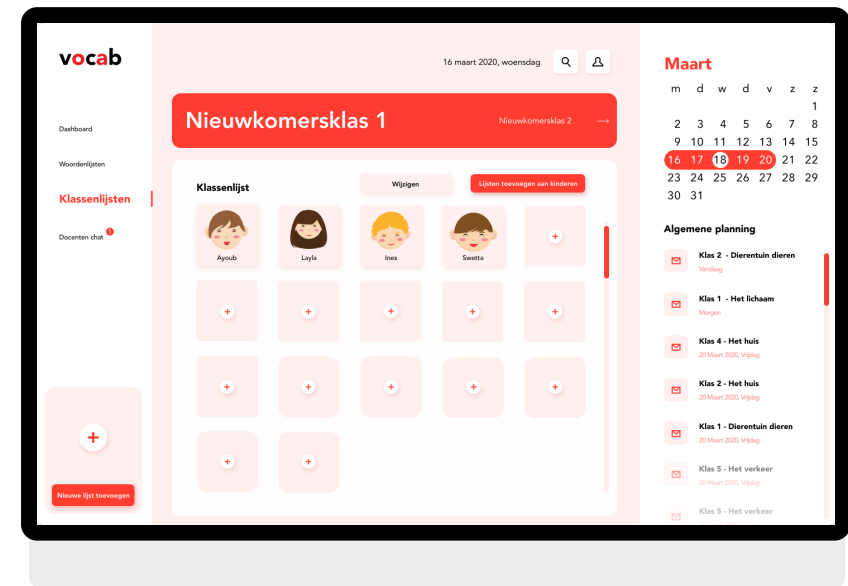 vocab
Dashboard
Woordenlijsten
Klassenlijsten
Docenten chat
Nieuwe lijst toevoegen
16 maart 2020, woensdag
Nieuwkomersklas 1
Nieuwkomersklas 2
Klassenlijst
Wijzigen
Lijsten toevoegen aan kinderen
Ayoub
Layla
Ines
Swetta
Maart
m d w d v z z
1
2 3 4 5 6 7 8
9 10 11 12 13 14 15
16 17 18 19 20 21 22
23 24 25 26 27 28 29
30 31
Algemene planning
Klas 2 - Dierentuin dieren
Vandaag
Klas 1 - Het lichaam
Morgen
Klas 4 - Het huis
20 Maart 2020, Vrijdag
Klas 2 - Het huis
20 Maart 2020, Vrijdag
Klas 1 - Dierentuin dieren
20 Maart 2020, Vrijdag
Klas 5 - Het verkeer
20 Maart 2020, Vrijdag
Klas 5 - Het verkeer